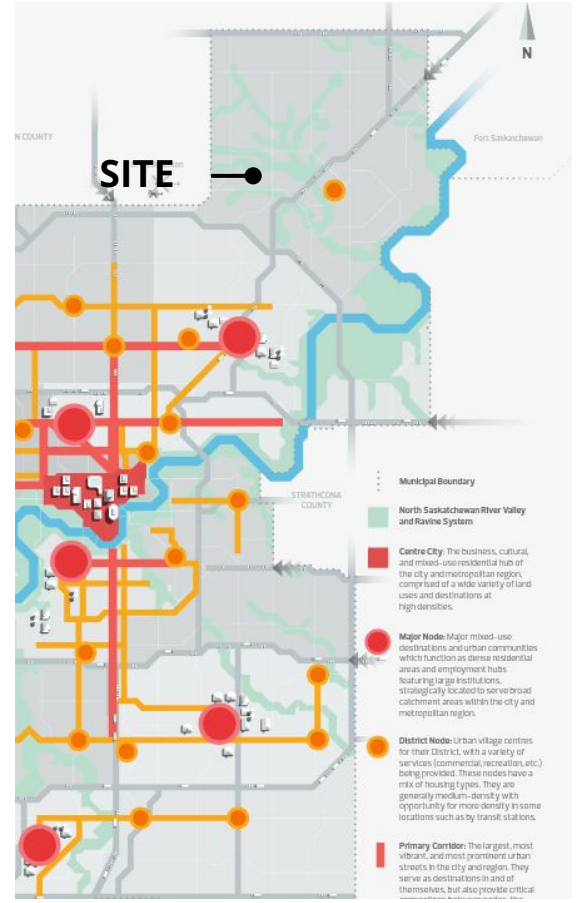 N
N COUNTY
Fort Saskatchewan
SITE
STRATHCONA
COUNTY
Municipal Boundary
North Saskatchewan River Valley
and Ravine System
Centre City: The business, cultural,
and mixed-use residential hub of
the city and metropolitan region,
comprised of a wide variety of land
uses and destinations at
high densities.
Major Node: Major mixed-use
destinations and urban communities
which function as dense residential
areas and employment hubs
featuring large institutions,
strategically located to serve broad
catchment areas within the city and
metropolitan region.
District Node: Urban village centres
for their District, with a variety of
services (commercial, recreation, etc.)
being provided. These nodes have a
mix of housing types. They are
generally medium-density with
opportunity for more density in some
locations such as by transit stations.
Primary Corridor: The largest, most
vibrant, and most prominent urban
streets in the city and region. They
serve as destinations in and of
themselves, but also provide critical